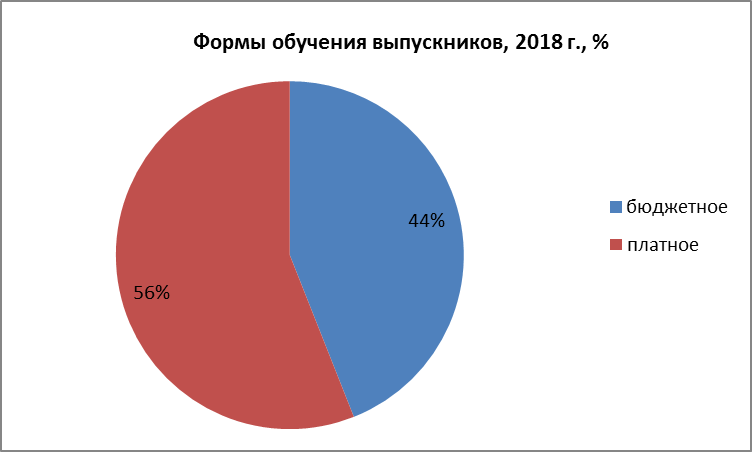 Формы обучения выпускников, 2018 г., %
44%
56%
бюджетное
платное